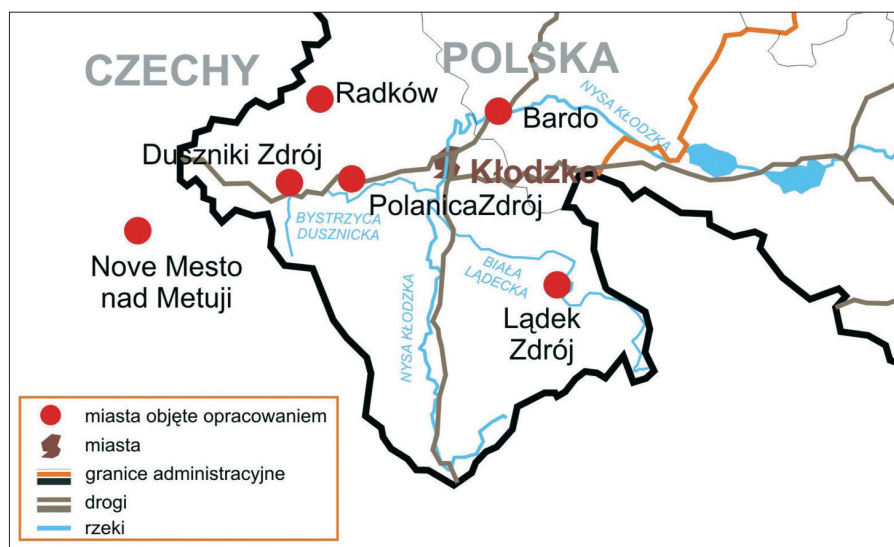 CZECHY
POLSKA
Radków
NYSA KŁODZKA
Bardo
Duszniki Zdrój
Kłodzko
PolanicaZdrój
BYSTRZYCA
DUSZNICKA
Nove Mesto
nad Metuji
BIAŁA
LĄDECKA
NYSA KŁODZKA
Lądek
Zdrój
miasta objęte opracowaniem
miasta
granice administracyjne
drogi
rzeki